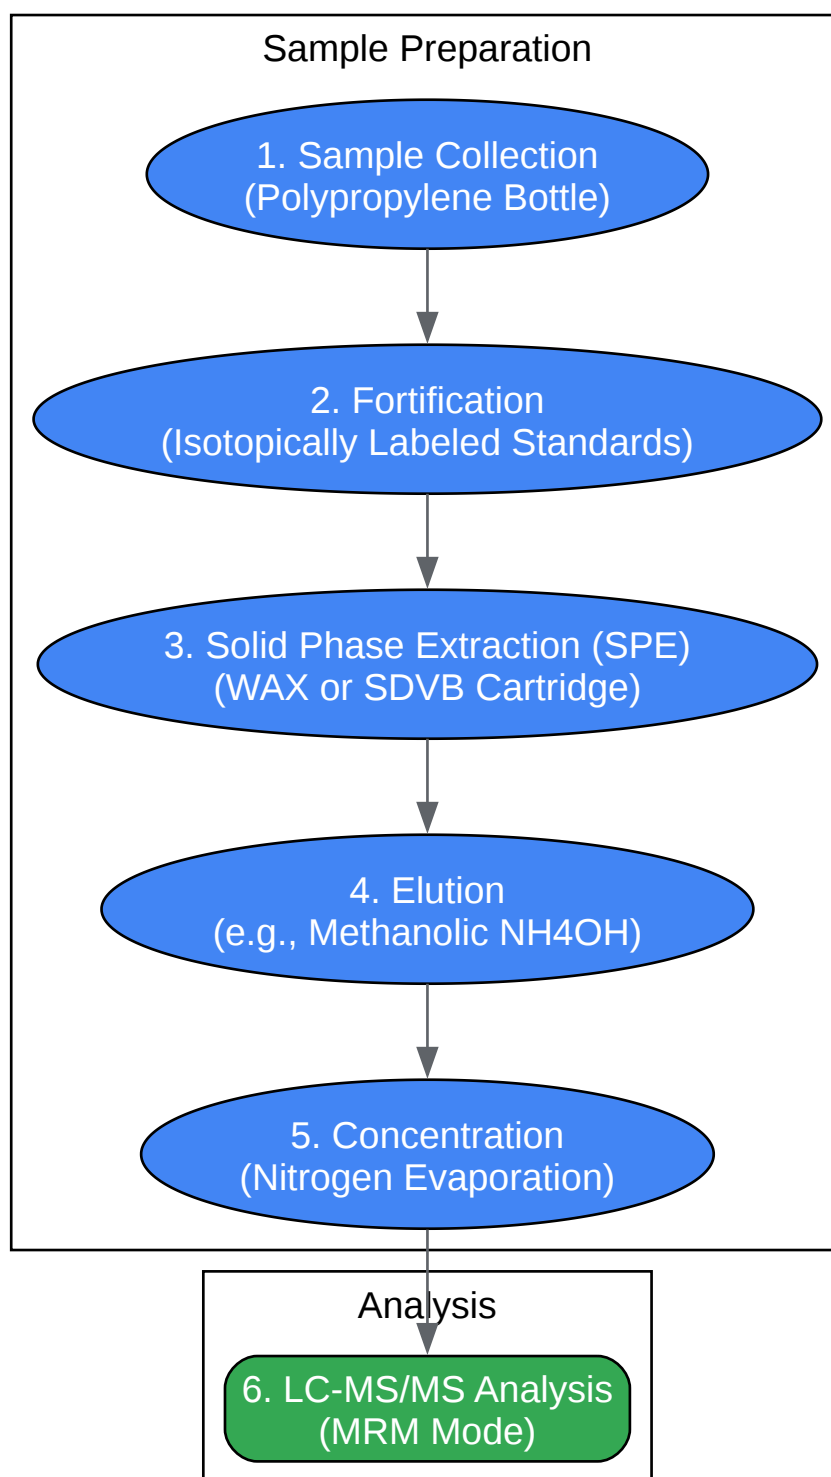 Sample Preparation
1. Sample Collection
(Polypropylene Bottle)
2. Fortification
(Isotopically Labeled Standards)
3. Solid Phase Extraction (SPE)
(WAX or SDVB Cartridge)
4. Elution
(e.g., Methanolic NH4OH)
5. Concentration
(Nitrogen Evaporation)
Analysis
6. LC-MS/MS Analysis
(MRM Mode)